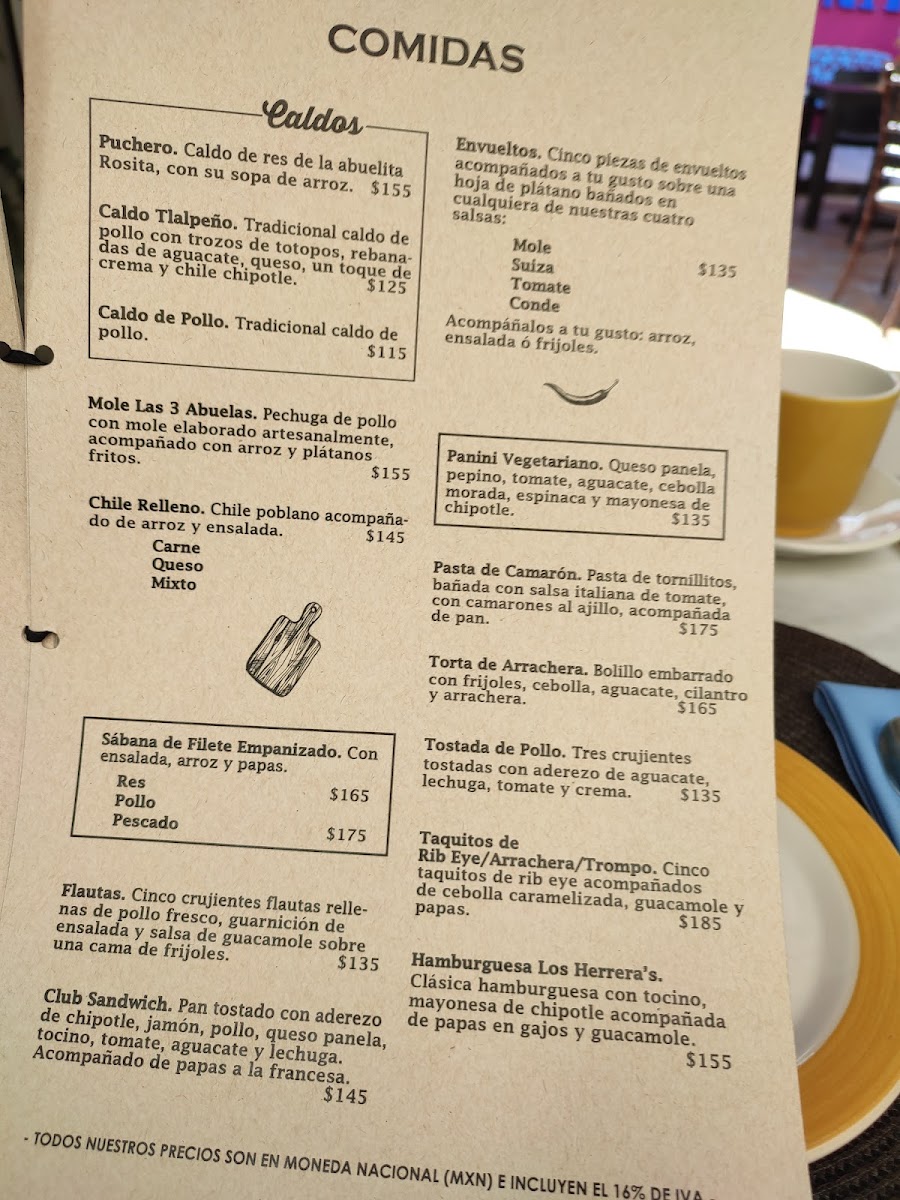 COMIDAS
Caldos
Puchero. Caldo de res de la abuelita
Rosita, con su sopa de arroz. $155
Caldo Tlalpeño. Tradicional caldo de
pollo con trozos de totopos, rebana-
das de aguacate, queso, un toque de
crema y chile chipotle. $125
Caldo de Pollo. Tradicional caldo de
pollo.
$115
Mole Las 3 Abuelas. Pechuga de pollo
con mole elaborado artesanalmente,
acompañado con arroz y plátanos
fritos.
$155
Chile Relleno. Chile poblano acompaña-
do de arroz y ensalada. $145
Carne
Queso
Mixto
Sábana de Filete Empanizado. Con
ensalada, arroz y papas.
Res
$165
Pollo
Pescado $175
Flautas. Cinco crujientes flautas relle-
nas de pollo fresco, guarnición de
ensalada y salsa de guacamole sobre
una cama de frijoles. $135
Club Sandwich. Pan tostado con aderezo
de chipotle, jamón, pollo, queso panela,
tocino, tomate, aguacate y lechuga.
Acompañado de papas a la francesa.
$145
Envueltos. Cinco piezas de envueltos
acompañados a tu gusto sobre una
hoja de plátano bañados en
cualquiera de nuestras cuatro
salsas:
Mole
Suiza $135
Tomate
Conde
Acompáñalos a tu gusto: arroz,
ensalada ó frijoles.
Panini Vegetariano. Queso panela,
pepino, tomate, aguacate, cebolla
morada, espinaca y mayonesa de
chipotle. $135
Pasta de Camarón. Pasta de tornillitos,
bañada con salsa italiana de tomate,
con camarones al ajillo, acompañada
de pan. $175
Torta de Arrachera. Bolillo embarrado
con frijoles, cebolla, aguacate, cilantro
y arrachera. $165
Tostada de Pollo. Tres crujientes
tostadas con aderezo de aguacate,
lechuga, tomate y crema. $135
Taquitos de
Rib Eye/Arrachera/Trompo. Cinco
taquitos de rib eye acompañados
de cebolla caramelizada, guacamole y
papas. $185
Hamburguesa Los Herrera's.
Clásica hamburguesa con tocino,
mayonesa de chipotle acompañada
de papas en gajos y guacamole.
$155
- TODOS NUESTROS PRECIOS SON EN MONEDA NACIONAL (MXN) E INCLUYEN EL 16% DE IVA -